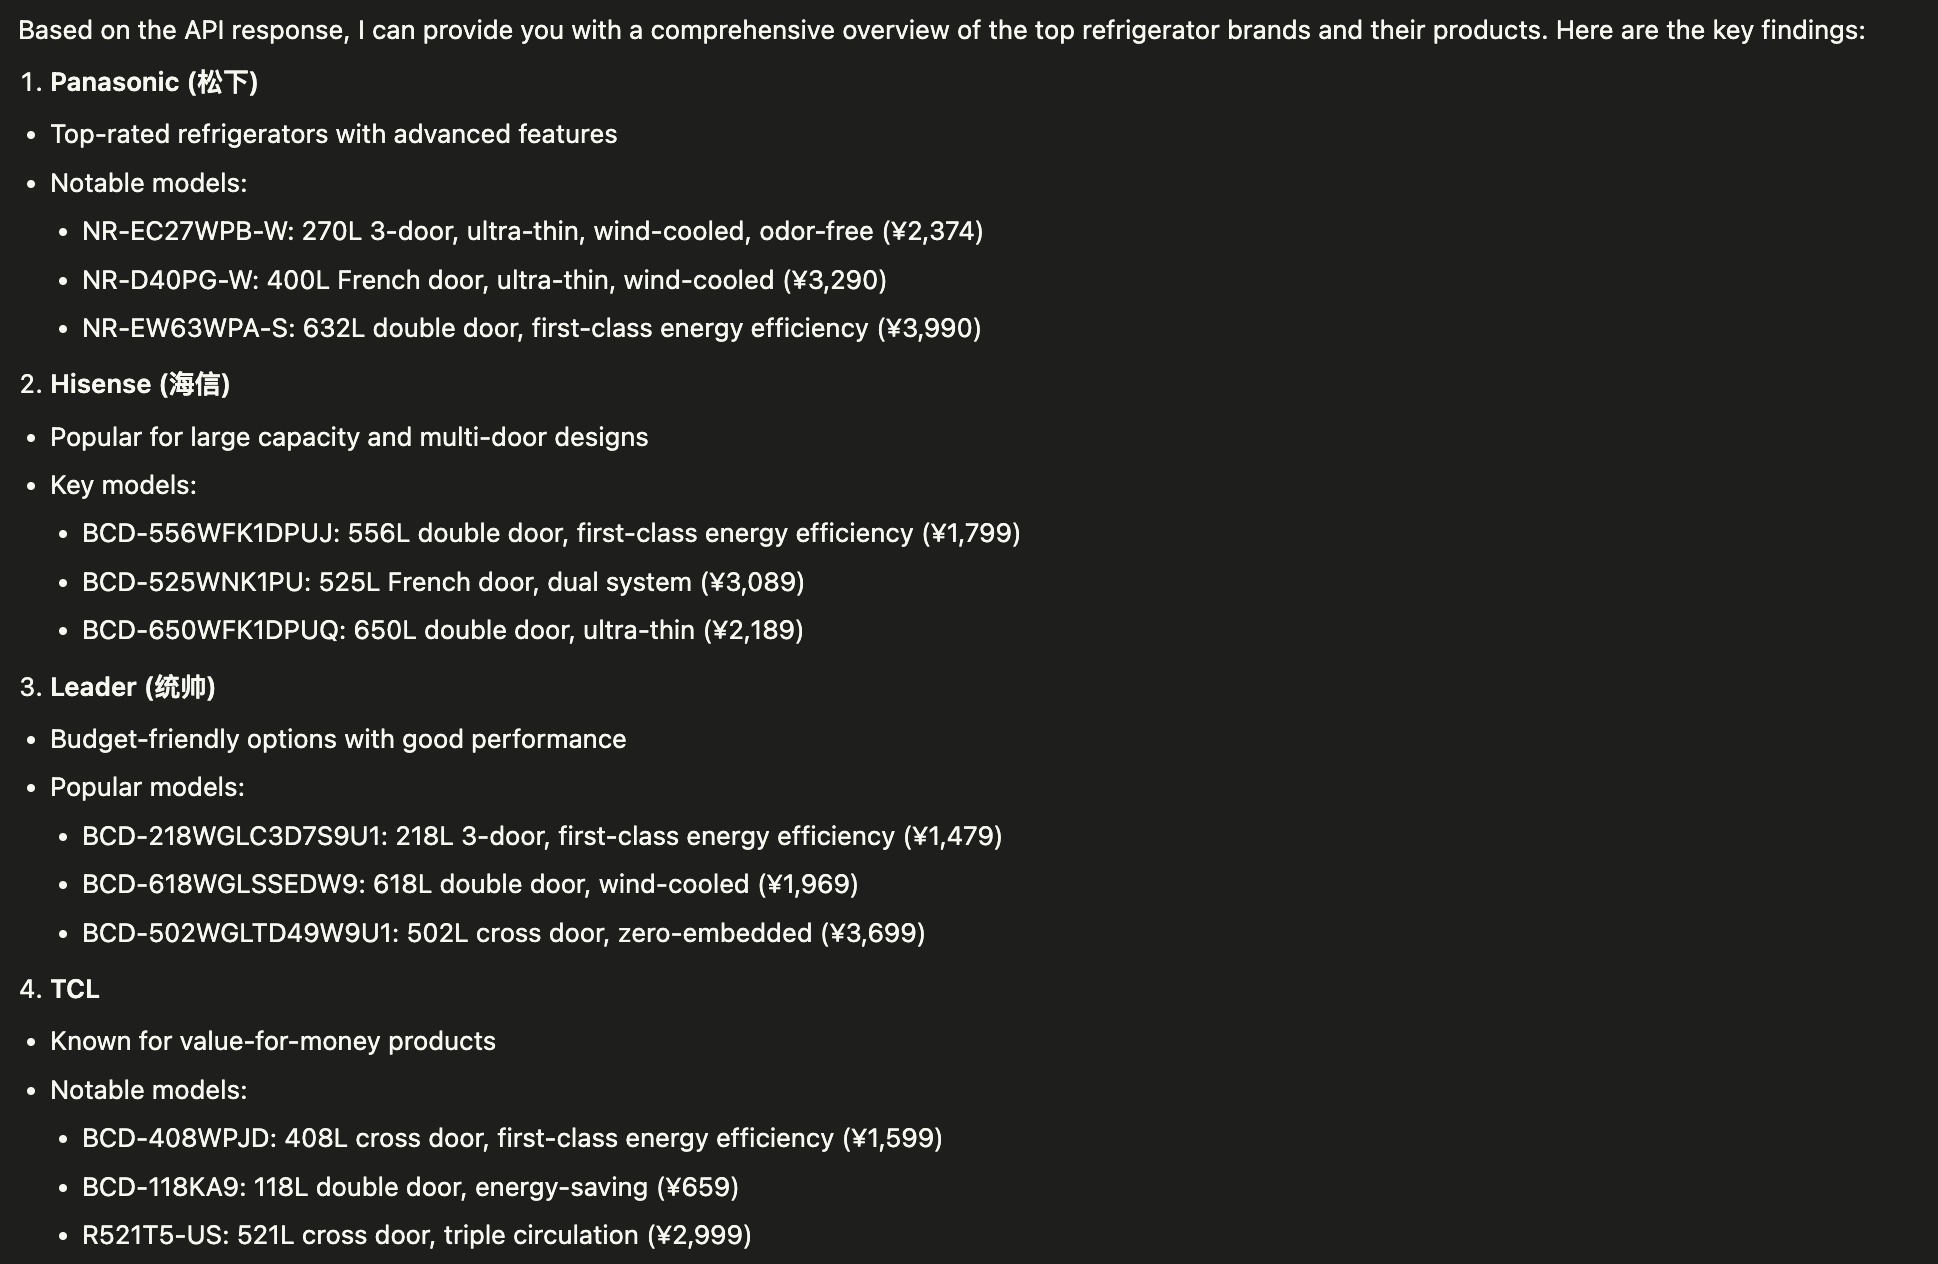 Based on the API response, I can provide you with a comprehensive overview of the top refrigerator brands and their products. Here are the key findings:
1. Panasonic (松下)
• Top-rated refrigerators with advanced features
• Notable models:
• NR-EC27WPB-W: 270L 3-door, ultra-thin, wind-cooled, odor-free (¥2,374)
• NR-D40PG-W: 400L French door, ultra-thin, wind-cooled (¥3,290)
• NR-EW63WPA-S: 632L double door, first-class energy efficiency (¥3,990)
2. Hisense (海信)
• Popular for large capacity and multi-door designs
• Key models:
• BCD-556WFK1DPUJ: 556L double door, first-class energy efficiency (¥1,799)
• BCD-525WNK1PU: 525L French door, dual system (¥3,089)
• BCD-650WFK1DPUQ: 650L double door, ultra-thin (¥2,189)
3. Leader (统帅)
• Budget-friendly options with good performance
• Popular models:
• BCD-218WGLC3D7S9U1: 218L 3-door, first-class energy efficiency (¥1,479)
• BCD-618WGLSSEDW9: 618L double door, wind-cooled (¥1,969)
• BCD-502WGLTD49W9U1: 502L cross door, zero-embedded (¥3,699)
4. TCL
• Known for value-for-money products
• Notable models:
• BCD-408WPJD: 408L cross door, first-class energy efficiency (¥1,599)
• BCD-118KA9: 118L double door, energy-saving (¥659)
• R521T5-US: 521L cross door, triple circulation (¥2,999)